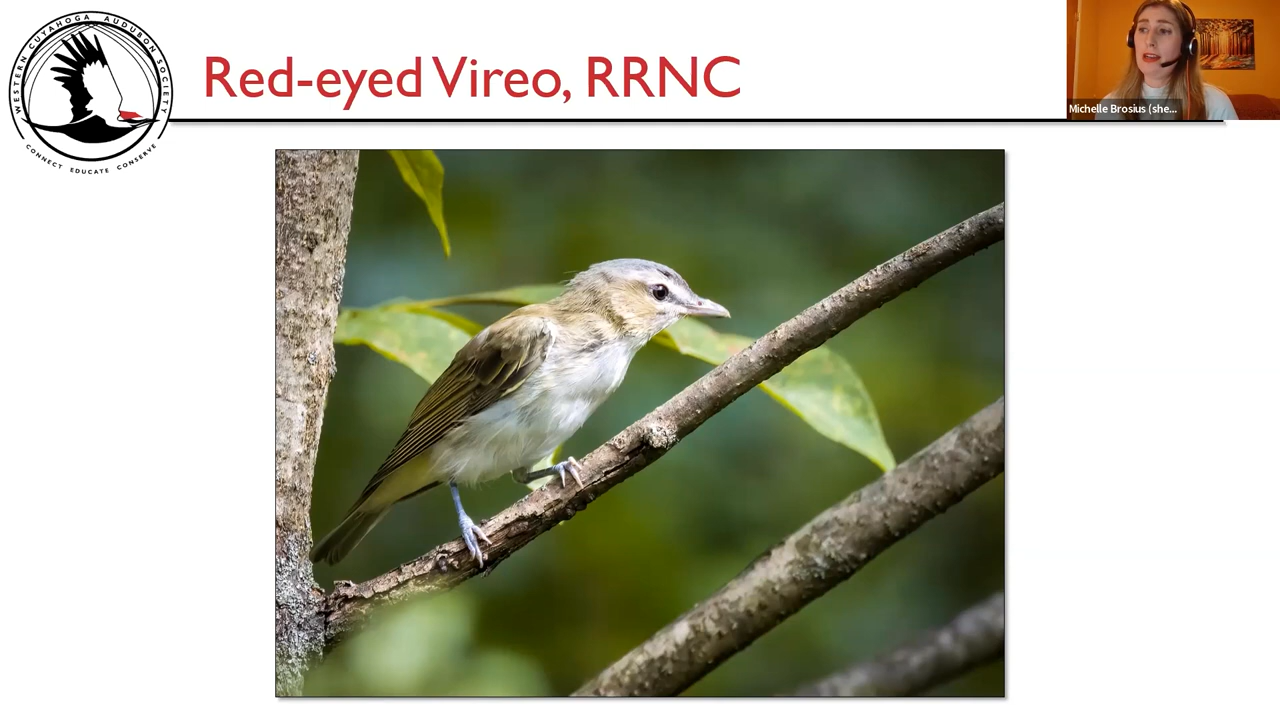 WESTERN CUYAHOGA AUDUBON SOCIETY
CONNECT EDUCATE CONSERVE
Red-eyed Vireo, RRNC
Michelle Brosius (she...